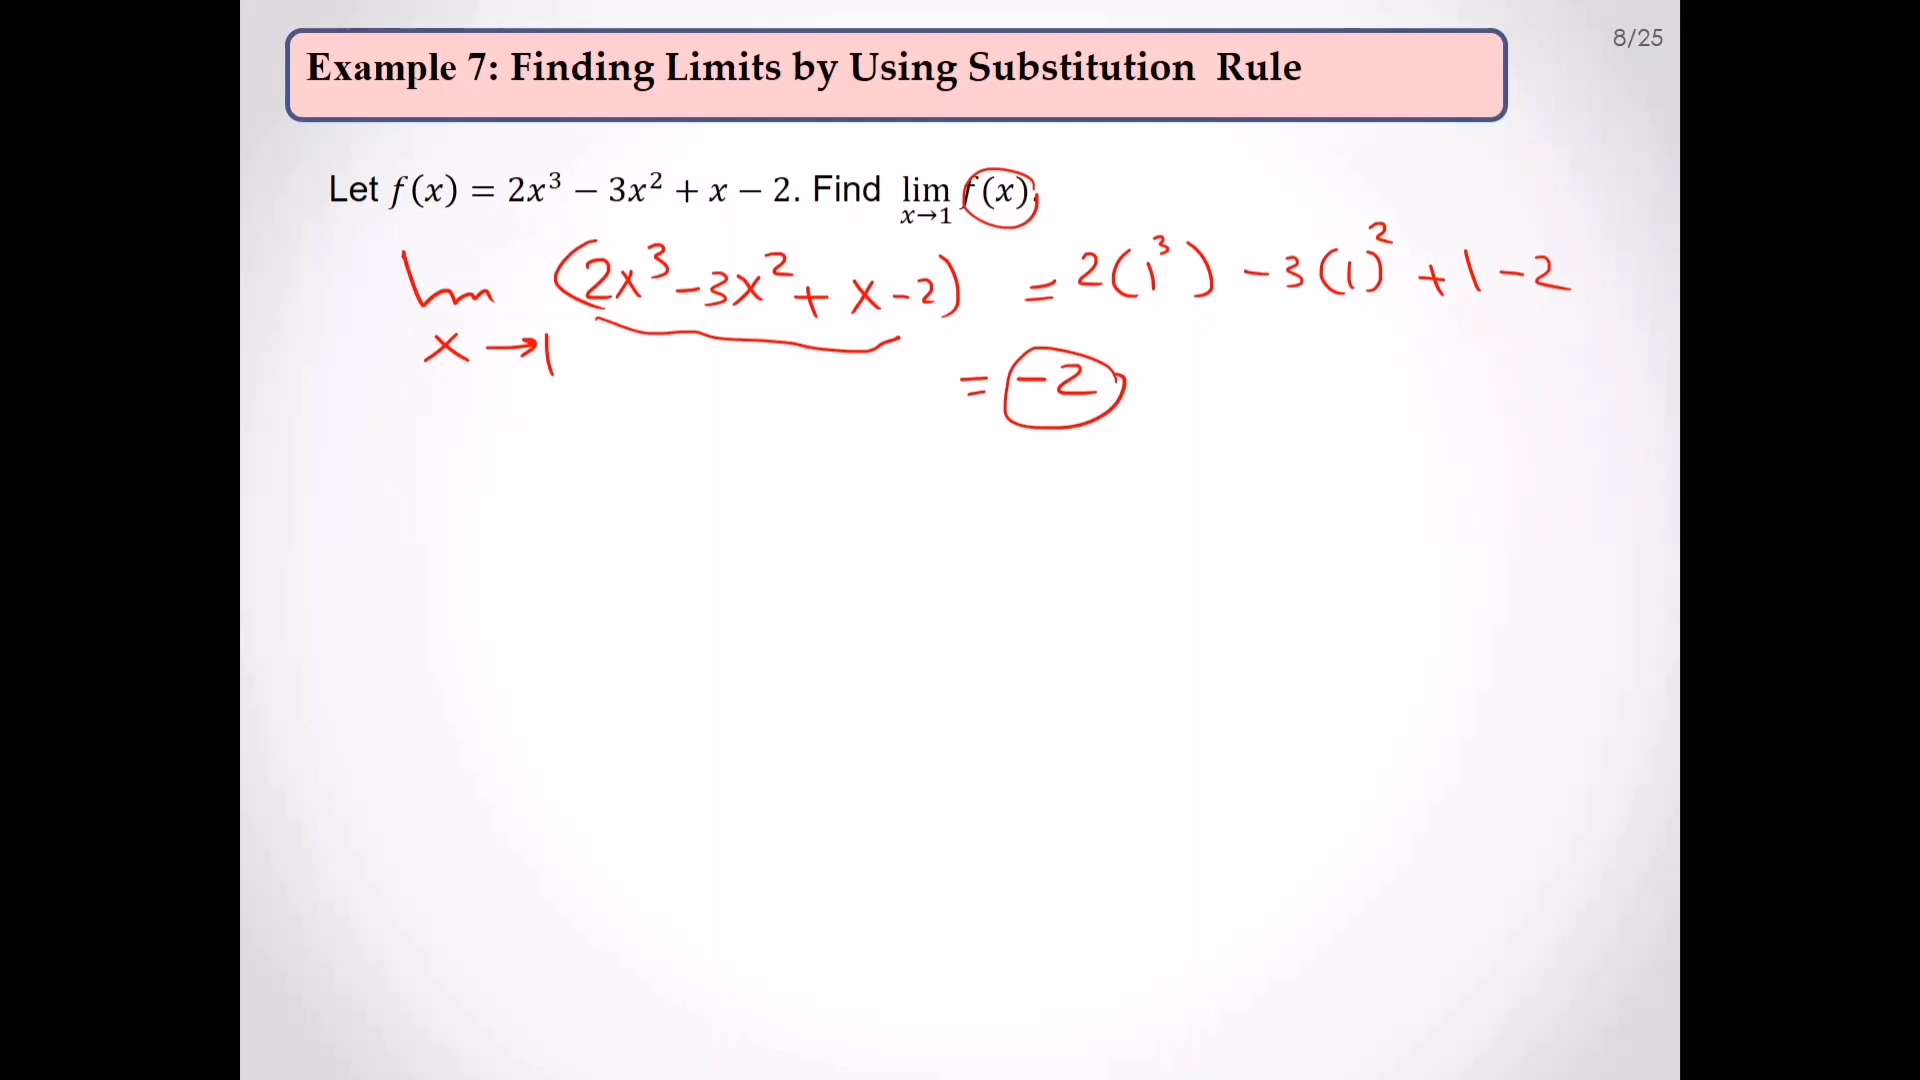 8/25
Example 7: Finding Limits by Using Substitution Rule
Let f(x) = 2x³ − 3x² + x − 2. Find lim x→1 f(x).
lim x→1 (2x³ − 3x² + x − 2) = 2(1³) − 3(1)² + 1 − 2
= −2